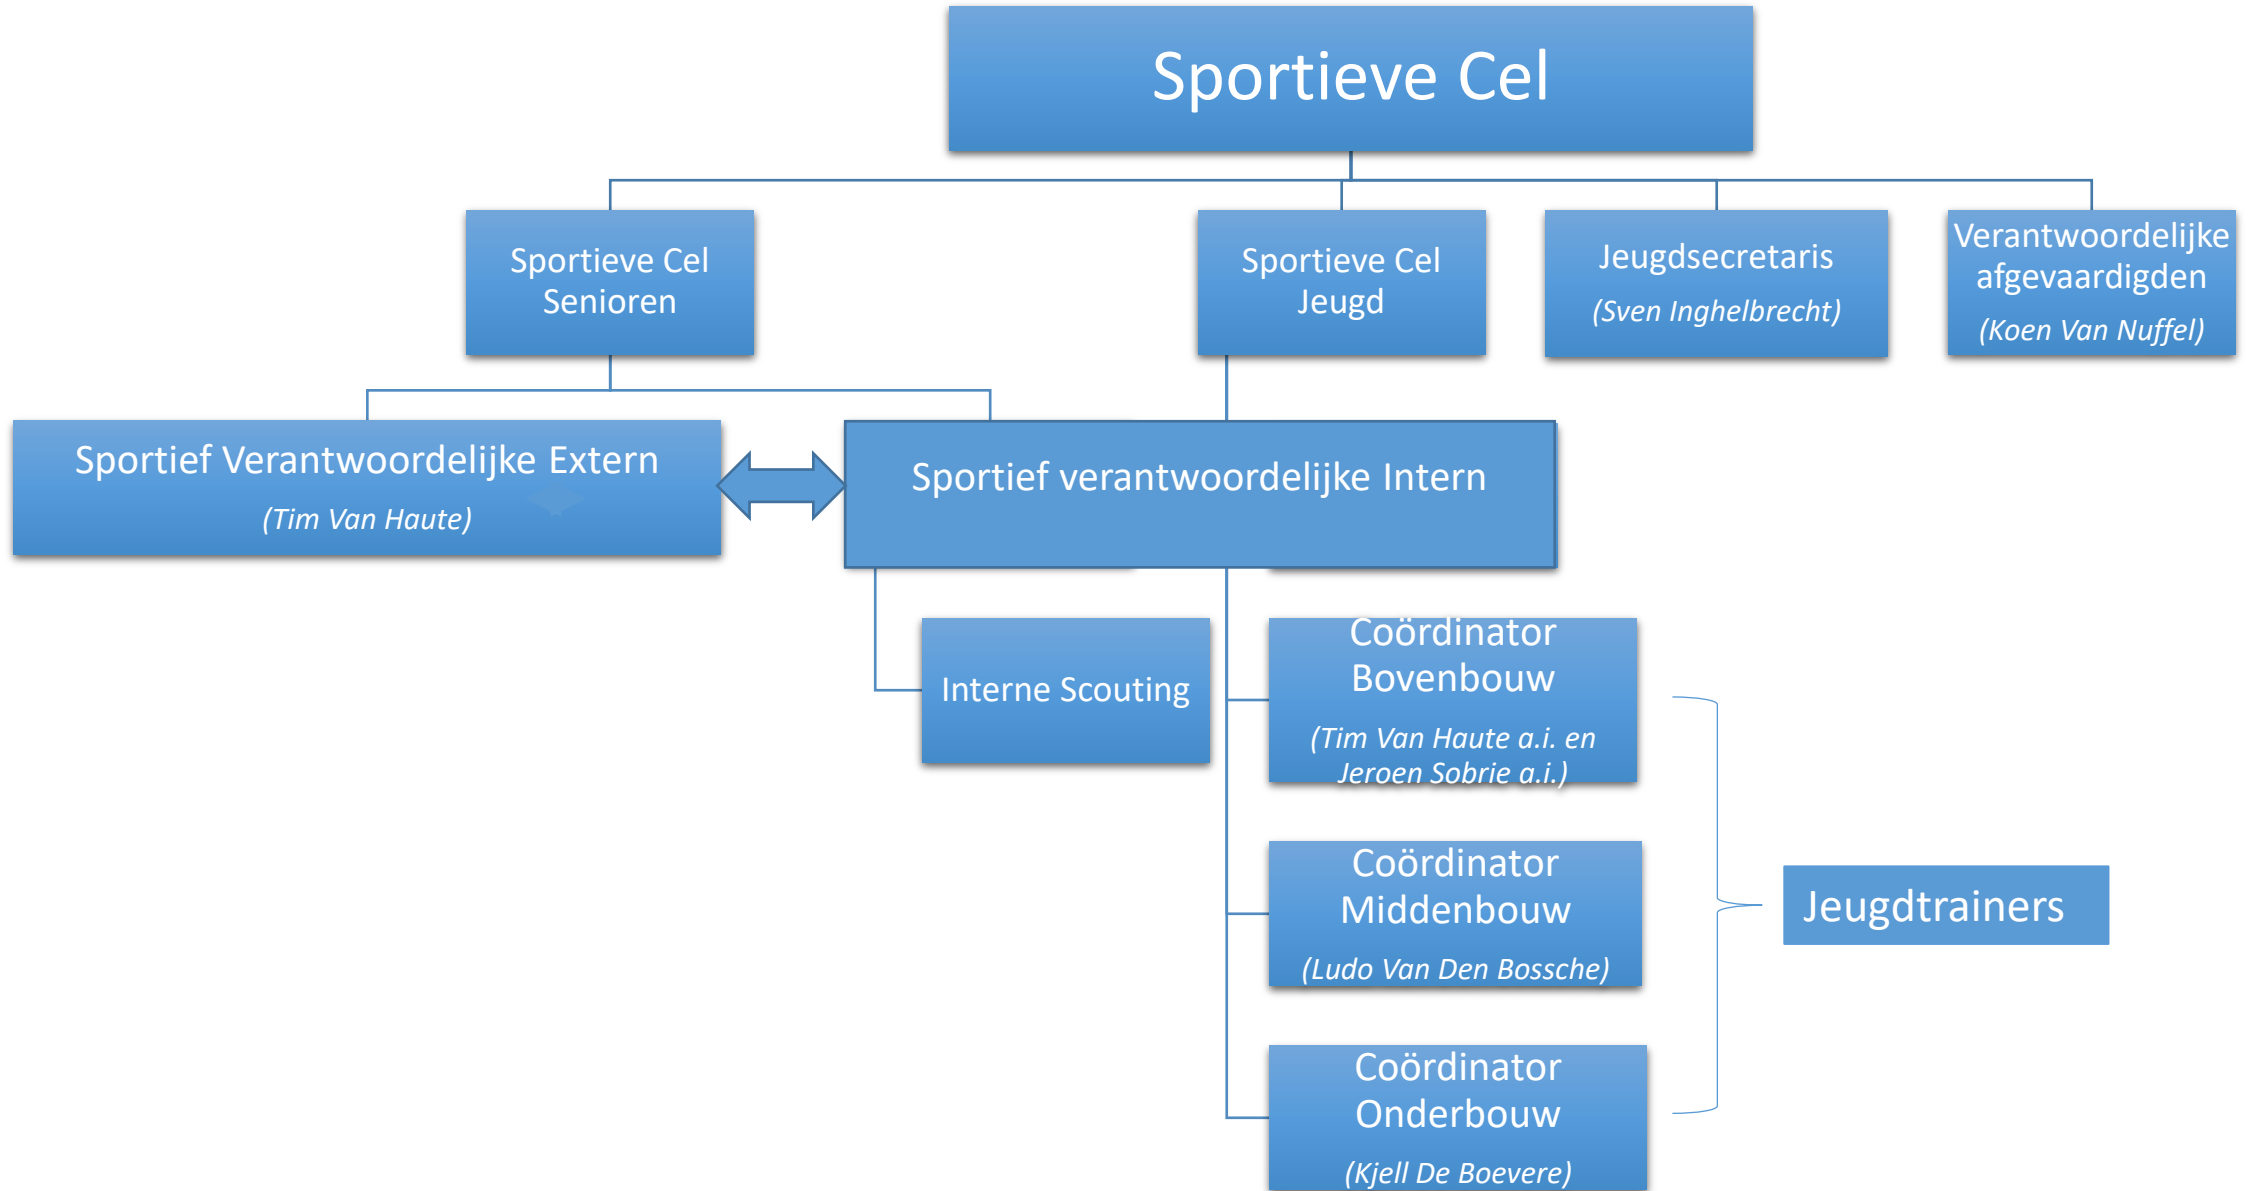 Sportieve Cel
Sportieve Cel
Senioren
Sportieve Cel
Jeugd
Jeugdsecretaris
(Sven Inghelbrecht)
Verantwoordelijke
afgevaardigden
(Koen Van Nuffel)
Sportief Verantwoordelijke Extern
(Tim Van Haute)
Sportief verantwoordelijke Intern
Interne Scouting
Coördinator
Bovenbouw
(Tim Van Haute a.i. en
Jeroen Sobrie a.i.)
Coördinator
Middenbouw
(Ludo Van Den Bossche)
Jeugdtrainers
Coördinator
Onderbouw
(Kjell De Boevere)